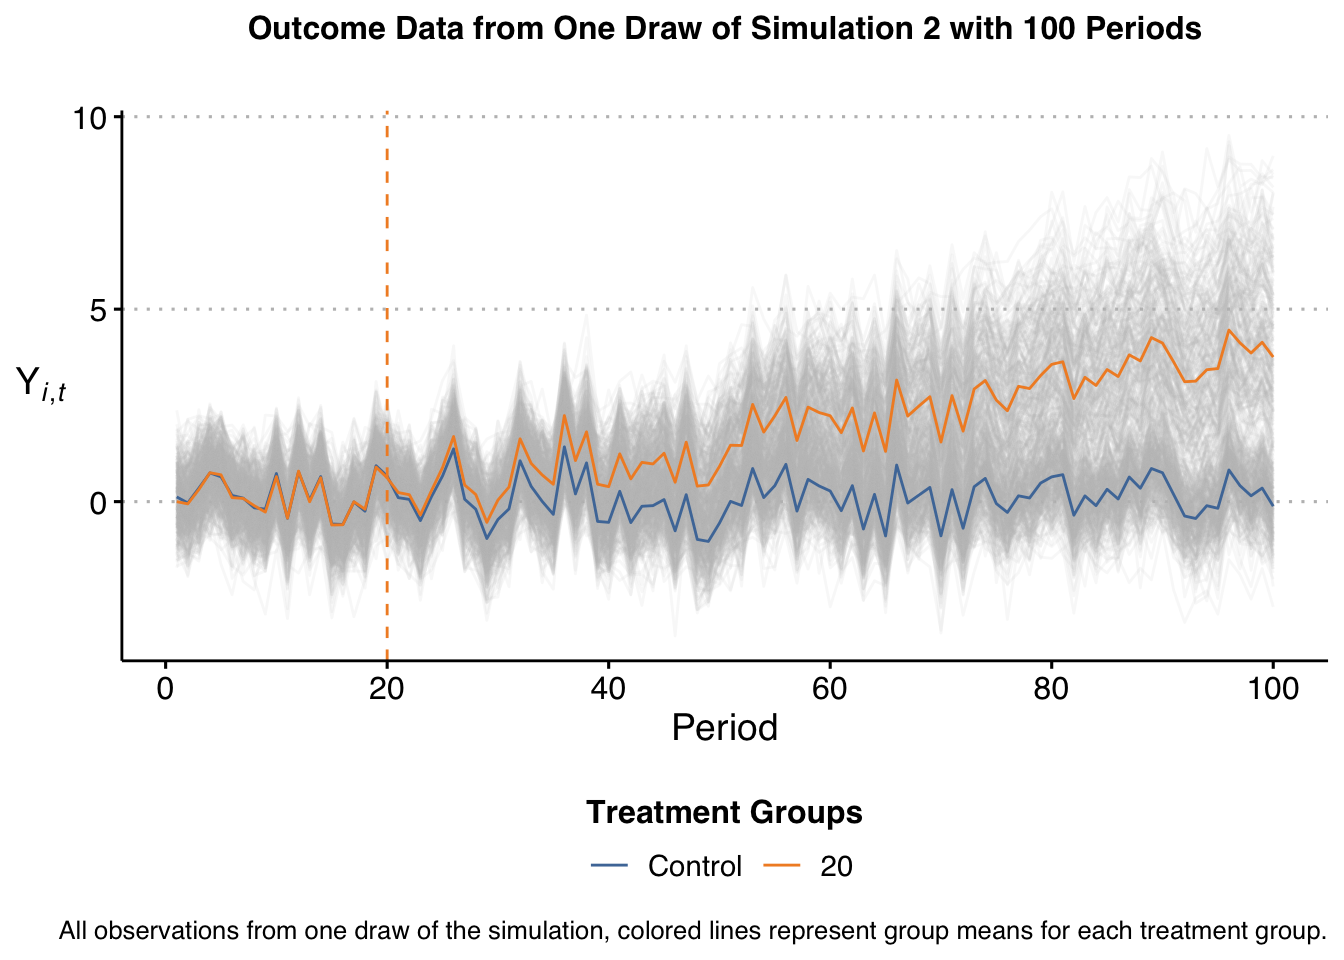 Outcome Data from One Draw of Simulation 2 with 100 Periods
10
5
0
Y i,t
0 20 40 60 80 100
Period
Treatment Groups
Control 20
All observations from one draw of the simulation, colored lines represent group means for each treatment group.